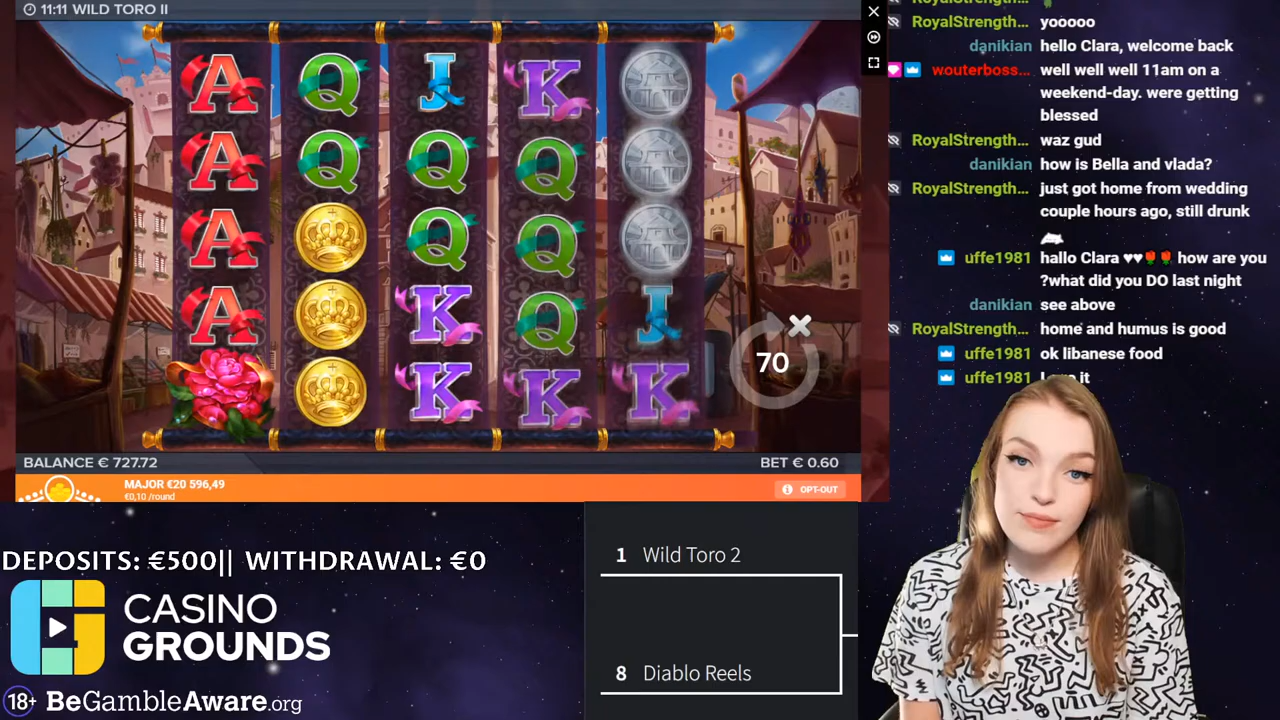 11:11 WILD TORO II
A Q J K
A Q Q Q
A Q Q
A K Q J
K K K
70
BALANCE € 727.72
BET € 0.60
MAJOR €20 596,49
€0,10 /round
OPT-OUT
DEPOSITS: €500|| WITHDRAWAL: €0
CASINO
GROUNDS
18+ BeGambleAware.org
1 Wild Toro 2
8 Diablo Reels
RoyalStrength... yooooo
danikian hello Clara, welcome back
wouterboss... well well well 11am on a
weekend-day. were getting
blessed
RoyalStrength... waz gud
danikian how is Bella and vlada?
RoyalStrength... just got home from wedding
couple hours ago, still drunk
uffe1981 hallo Clara ♥♥🌹🌹 how are you
?what did you DO last night
danikian see above
RoyalStrength... home and humus is good
uffe1981 ok libanese food
uffe1981 it